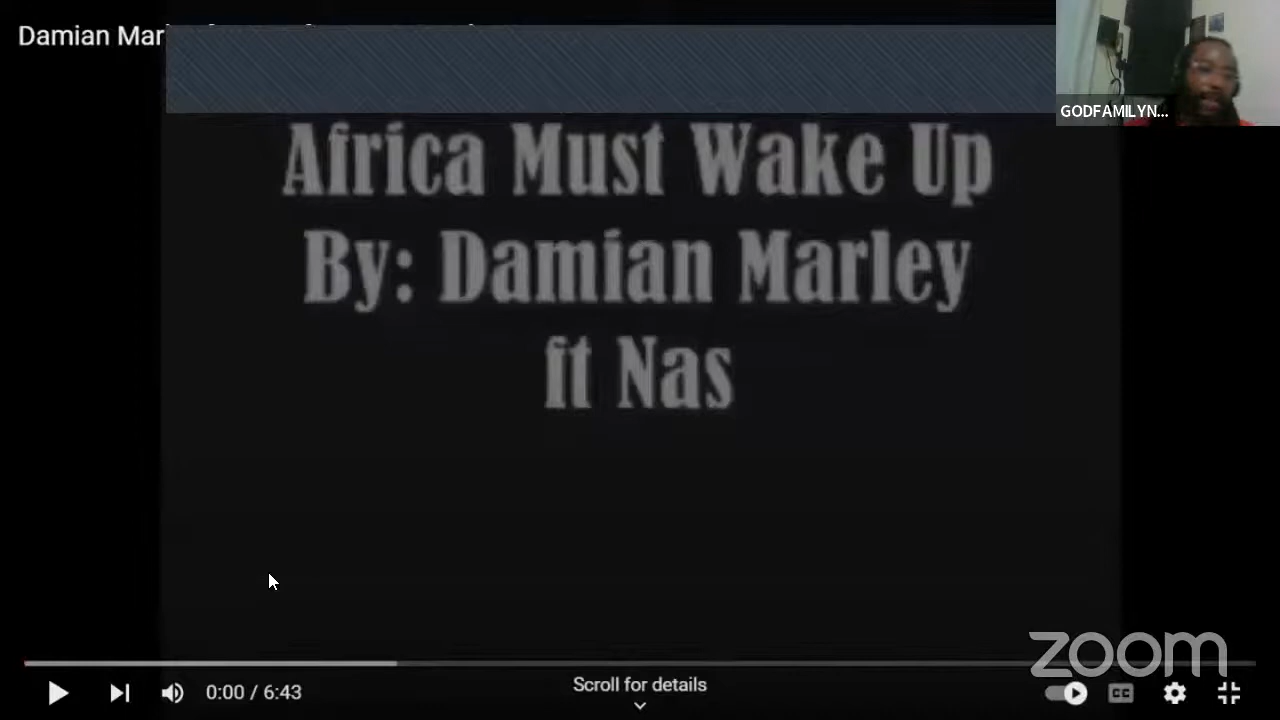 Damian Mar
GODFAMILYN...
Africa Must Wake Up
By: Damian Marley
ft Nas
zoom
0:00 / 6:43
Scroll for details
CC